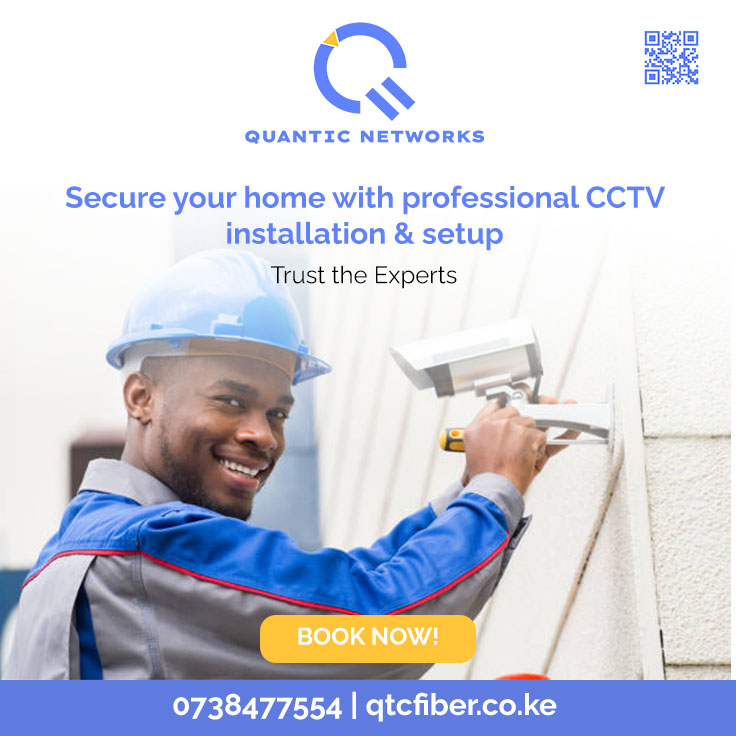 QUANTIC NETWORKS
Secure your home with professional CCTV
installation & setup
Trust the Experts
BOOK NOW!
0738477554 | qtcfiber.co.ke